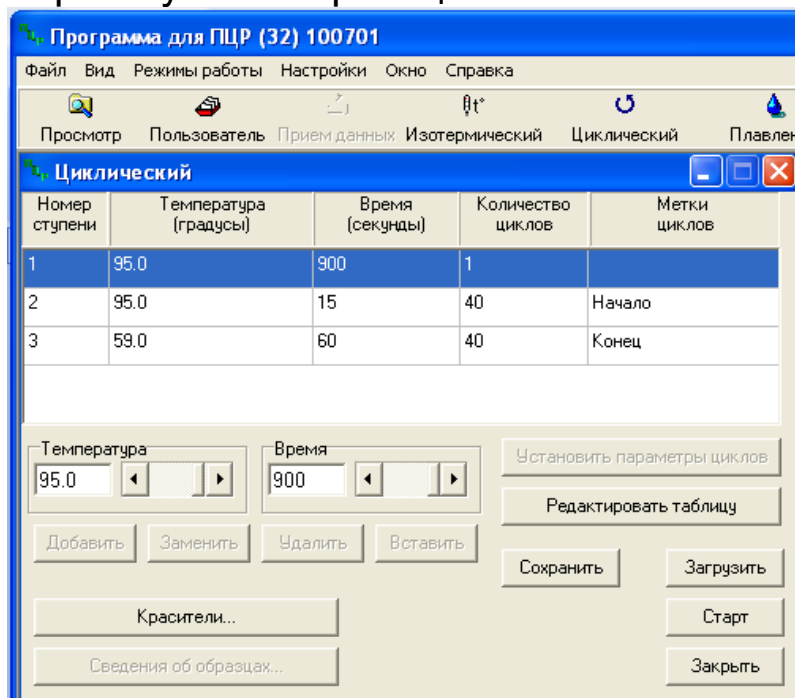 Программа для ПЦР (32) 100701
Файл Вид Режимы работы Настройки Окно Справка
Просмотр Пользователь Прием данных Изотермический Циклический Плавлен
Циклический
Номер ступени Температура (градусы) Время (секунды) Количество циклов Метки циклов
1 95.0 900 1
2 95.0 15 40 Начало
3 59.0 60 40 Конец
Температура Время
95.0 900
Установить параметры циклов
Редактировать таблицу
Добавить Заменить Удалить Вставить
Сохранить Загрузить
Красители... Старт
Сведения об образцах... Закрыть